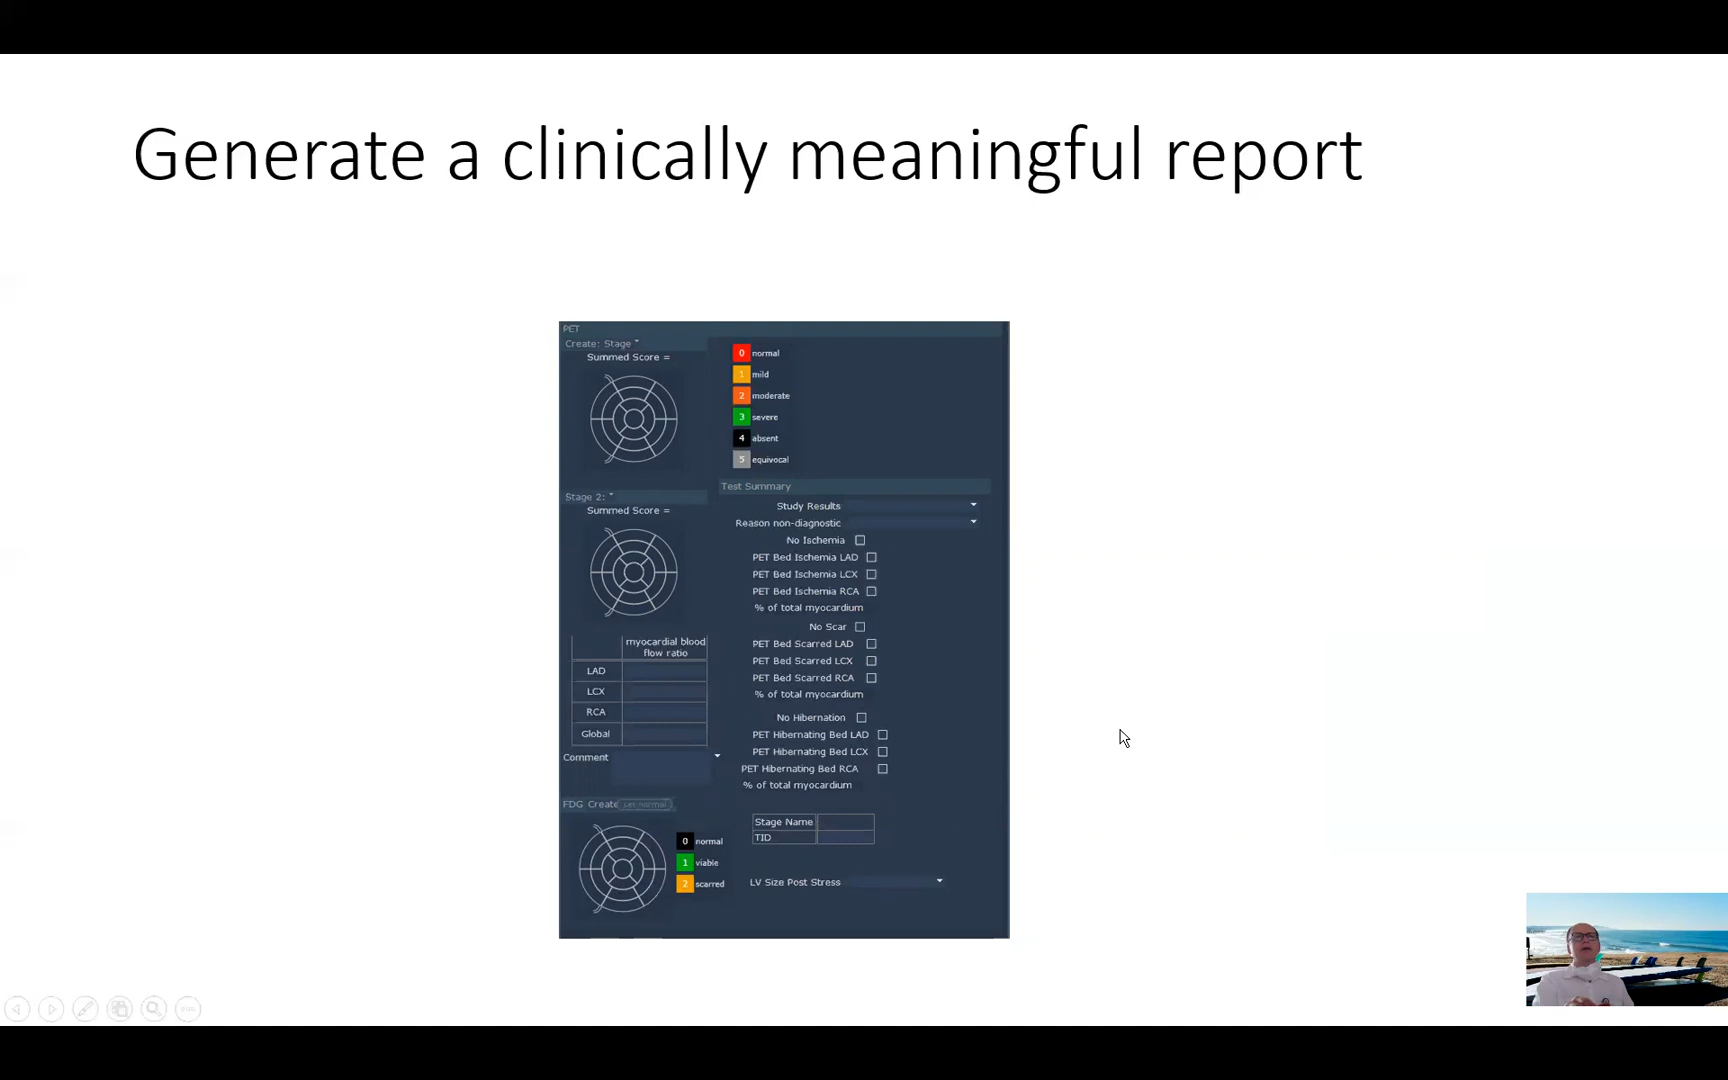 Generate a clinically meaningful report
PET
Create: Stage
Summed Score =
0 normal
1 mild
2 moderate
3 severe
4 absent
5 equivocal
Stage 2:
Summed Score =
myocardial blood
flow ratio
LAD
LCX
RCA
Global
Comment
FDG Create
set normal
0 normal
1 viable
2 scarred
Test Summary
Study Results
Reason non-diagnostic
No Ischemia
PET Bed Ischemia LAD
PET Bed Ischemia LCX
PET Bed Ischemia RCA
% of total myocardium
No Scar
PET Bed Scarred LAD
PET Bed Scarred LCX
PET Bed Scarred RCA
% of total myocardium
No Hibernation
PET Hibernating Bed LAD
PET Hibernating Bed LCX
PET Hibernating Bed RCA
% of total myocardium
Stage Name
TID
LV Size Post Stress